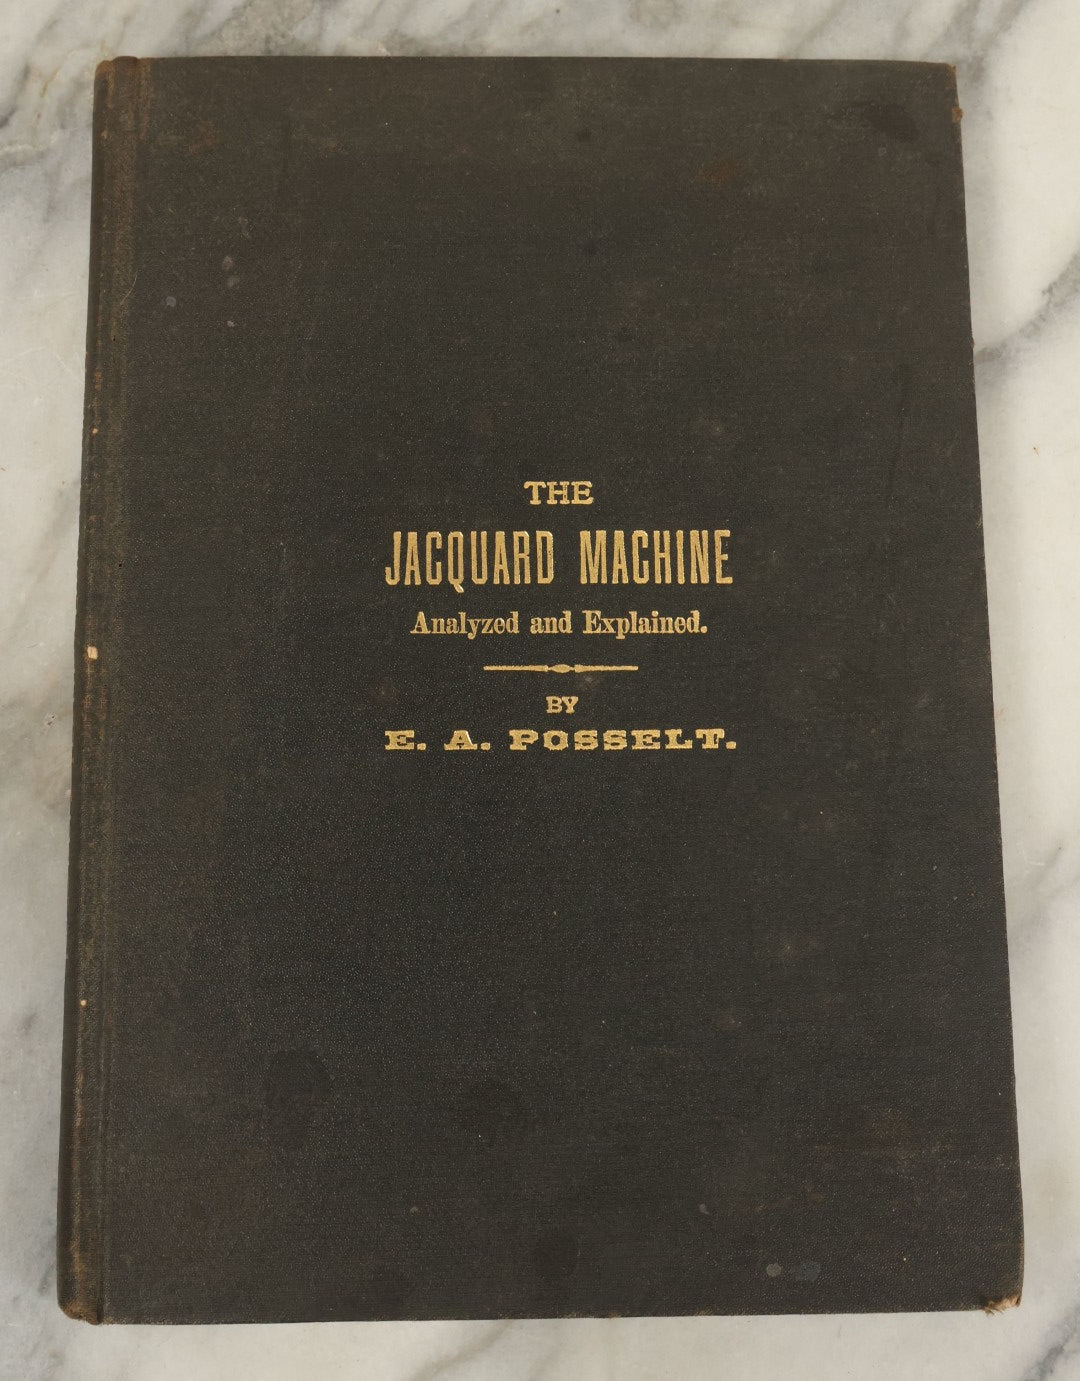 THE
JACQUARD MACHINE
Analyzed and Explained.
BY
E. A. POSSELT.